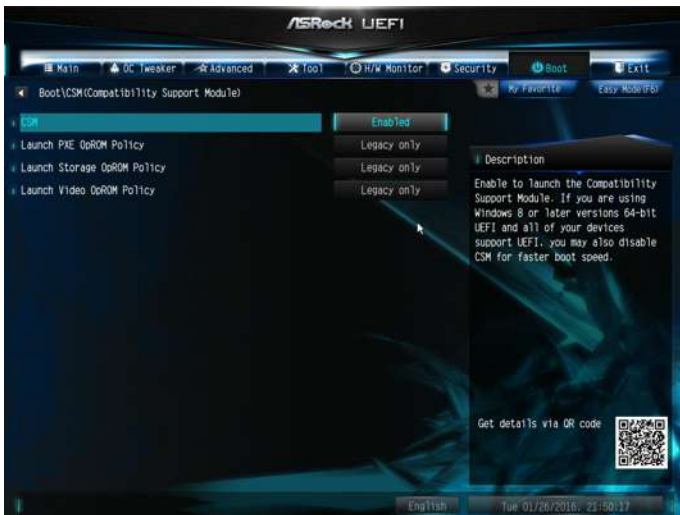 ASRock UEFI
Main OC Tweaker Advanced Tool H/W Monitor Security Boot Exit
Boot\CSM(Compatibility Support Module)
My Favorite Easy Mode(F6)
CSM Enabled
Launch PXE OpROM Policy Legacy only
Launch Storage OpROM Policy Legacy only
Launch Video OpROM Policy Legacy only
Description
Enable to launch the Compatibility
Support Module. If you are using
Windows 8 or later versions 64-bit
UEFI and all of your devices
support UEFI, you may also disable
CSM for faster boot speed.
Get details via QR code
English
Tue 01/26/2016, 21:50:17